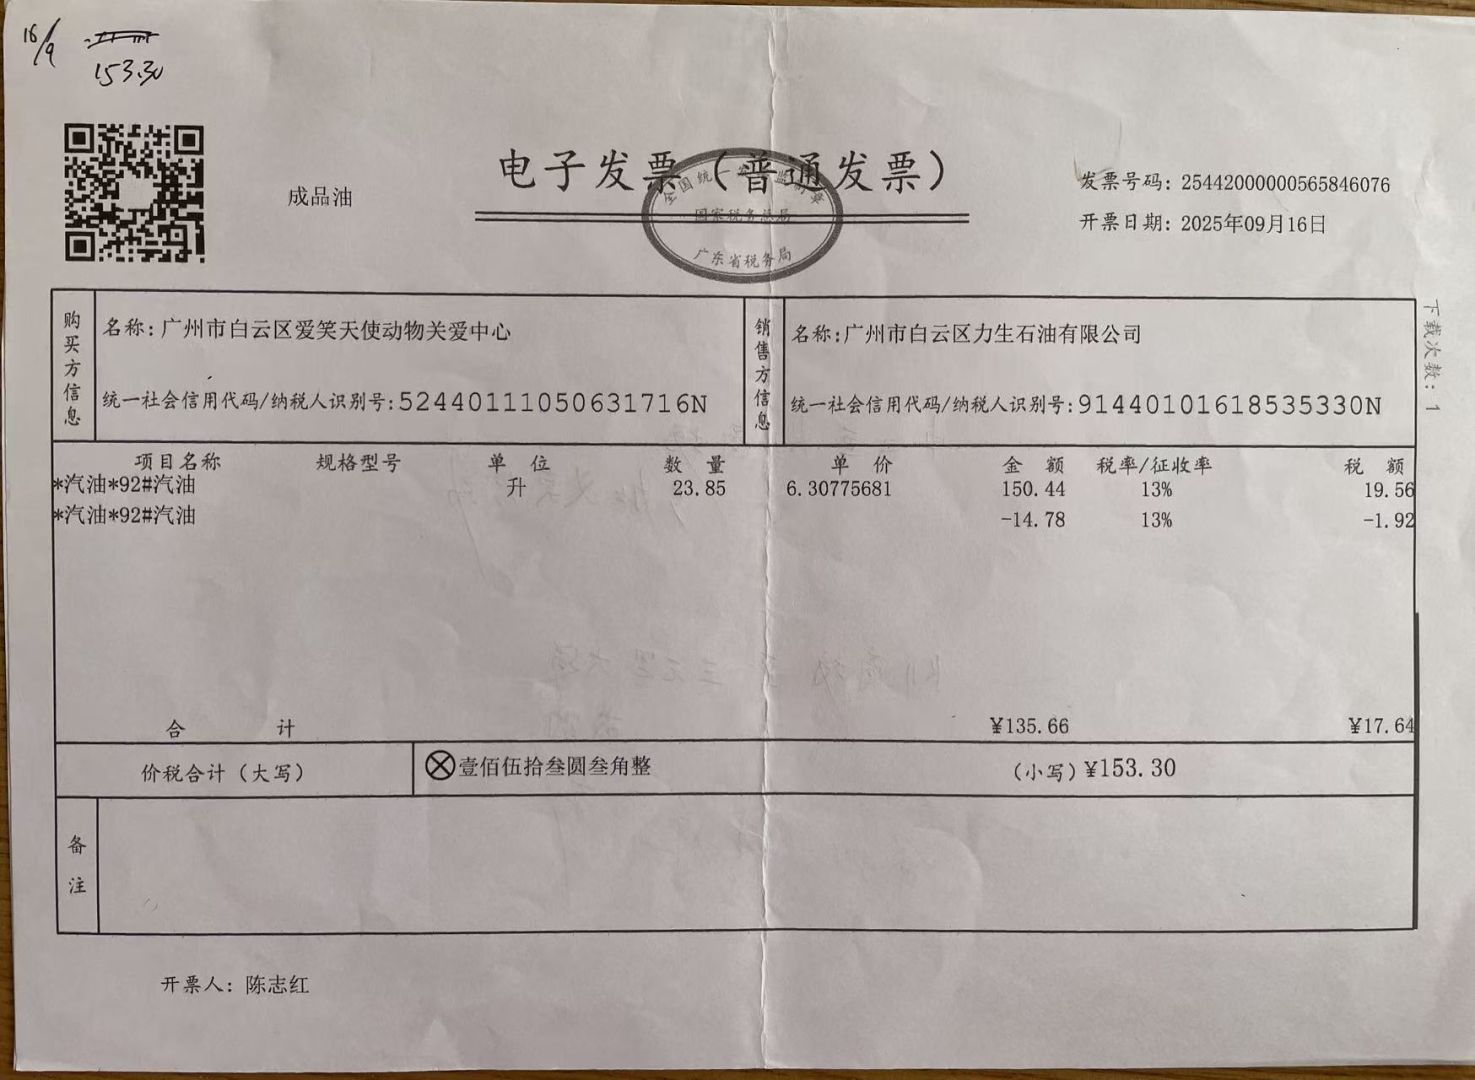 16/9
153.30
成品油
电子发票（普通发票）
全国统一发票监制章
国家税务总局
广东省税务局
发票号码：25442000000565846076
开票日期：2025年09月16日
购买方信息
名称：广州市白云区爱笑天使动物关爱中心
统一社会信用代码/纳税人识别号：52440111050631716N
销售方信息
名称：广州市白云区力生石油有限公司
统一社会信用代码/纳税人识别号：91440101618535330N
下载次数：1
项目名称 规格型号 单位 数量 单价 金额 税率/征收率 税额
*汽油*92#汽油 升 23.85 6.30775681 150.44 13% 19.56
*汽油*92#汽油 -14.78 13% -1.92
合计 ¥135.66 ¥17.64
价税合计（大写） ⊗壹佰伍拾叁圆叁角整 （小写）¥153.30
备注
开票人：陈志红